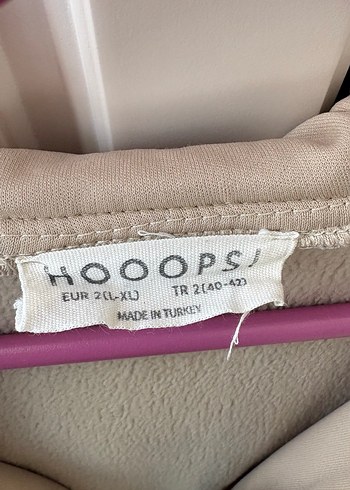 HOOOPS!
EUR 2(L-XL) TR 2(40-42)
MADE IN TURKEY